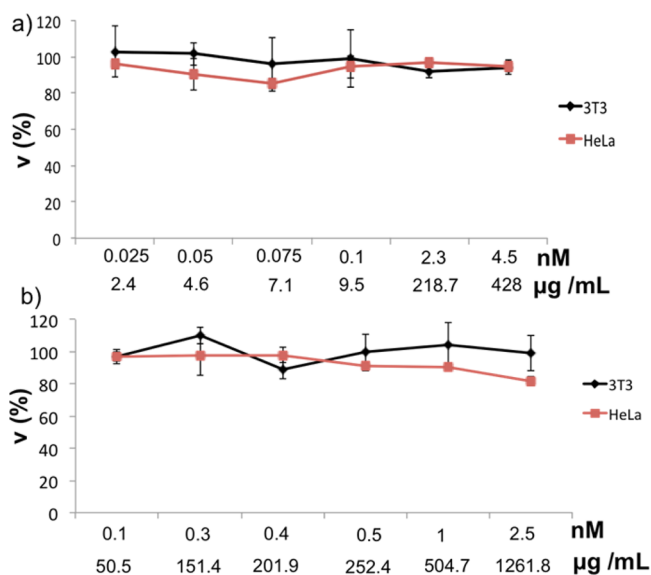 a)
120
100
80
60
40
20
0
v (%)
3T3
HeLa
0.025 0.05 0.075 0.1 2.3 4.5 nM
2.4 4.6 7.1 9.5 218.7 428 µg /mL
b)
120
100
80
60
40
20
0
v (%)
3T3
HeLa
0.1 0.3 0.4 0.5 1 2.5 nM
50.5 151.4 201.9 252.4 504.7 1261.8 µg /mL